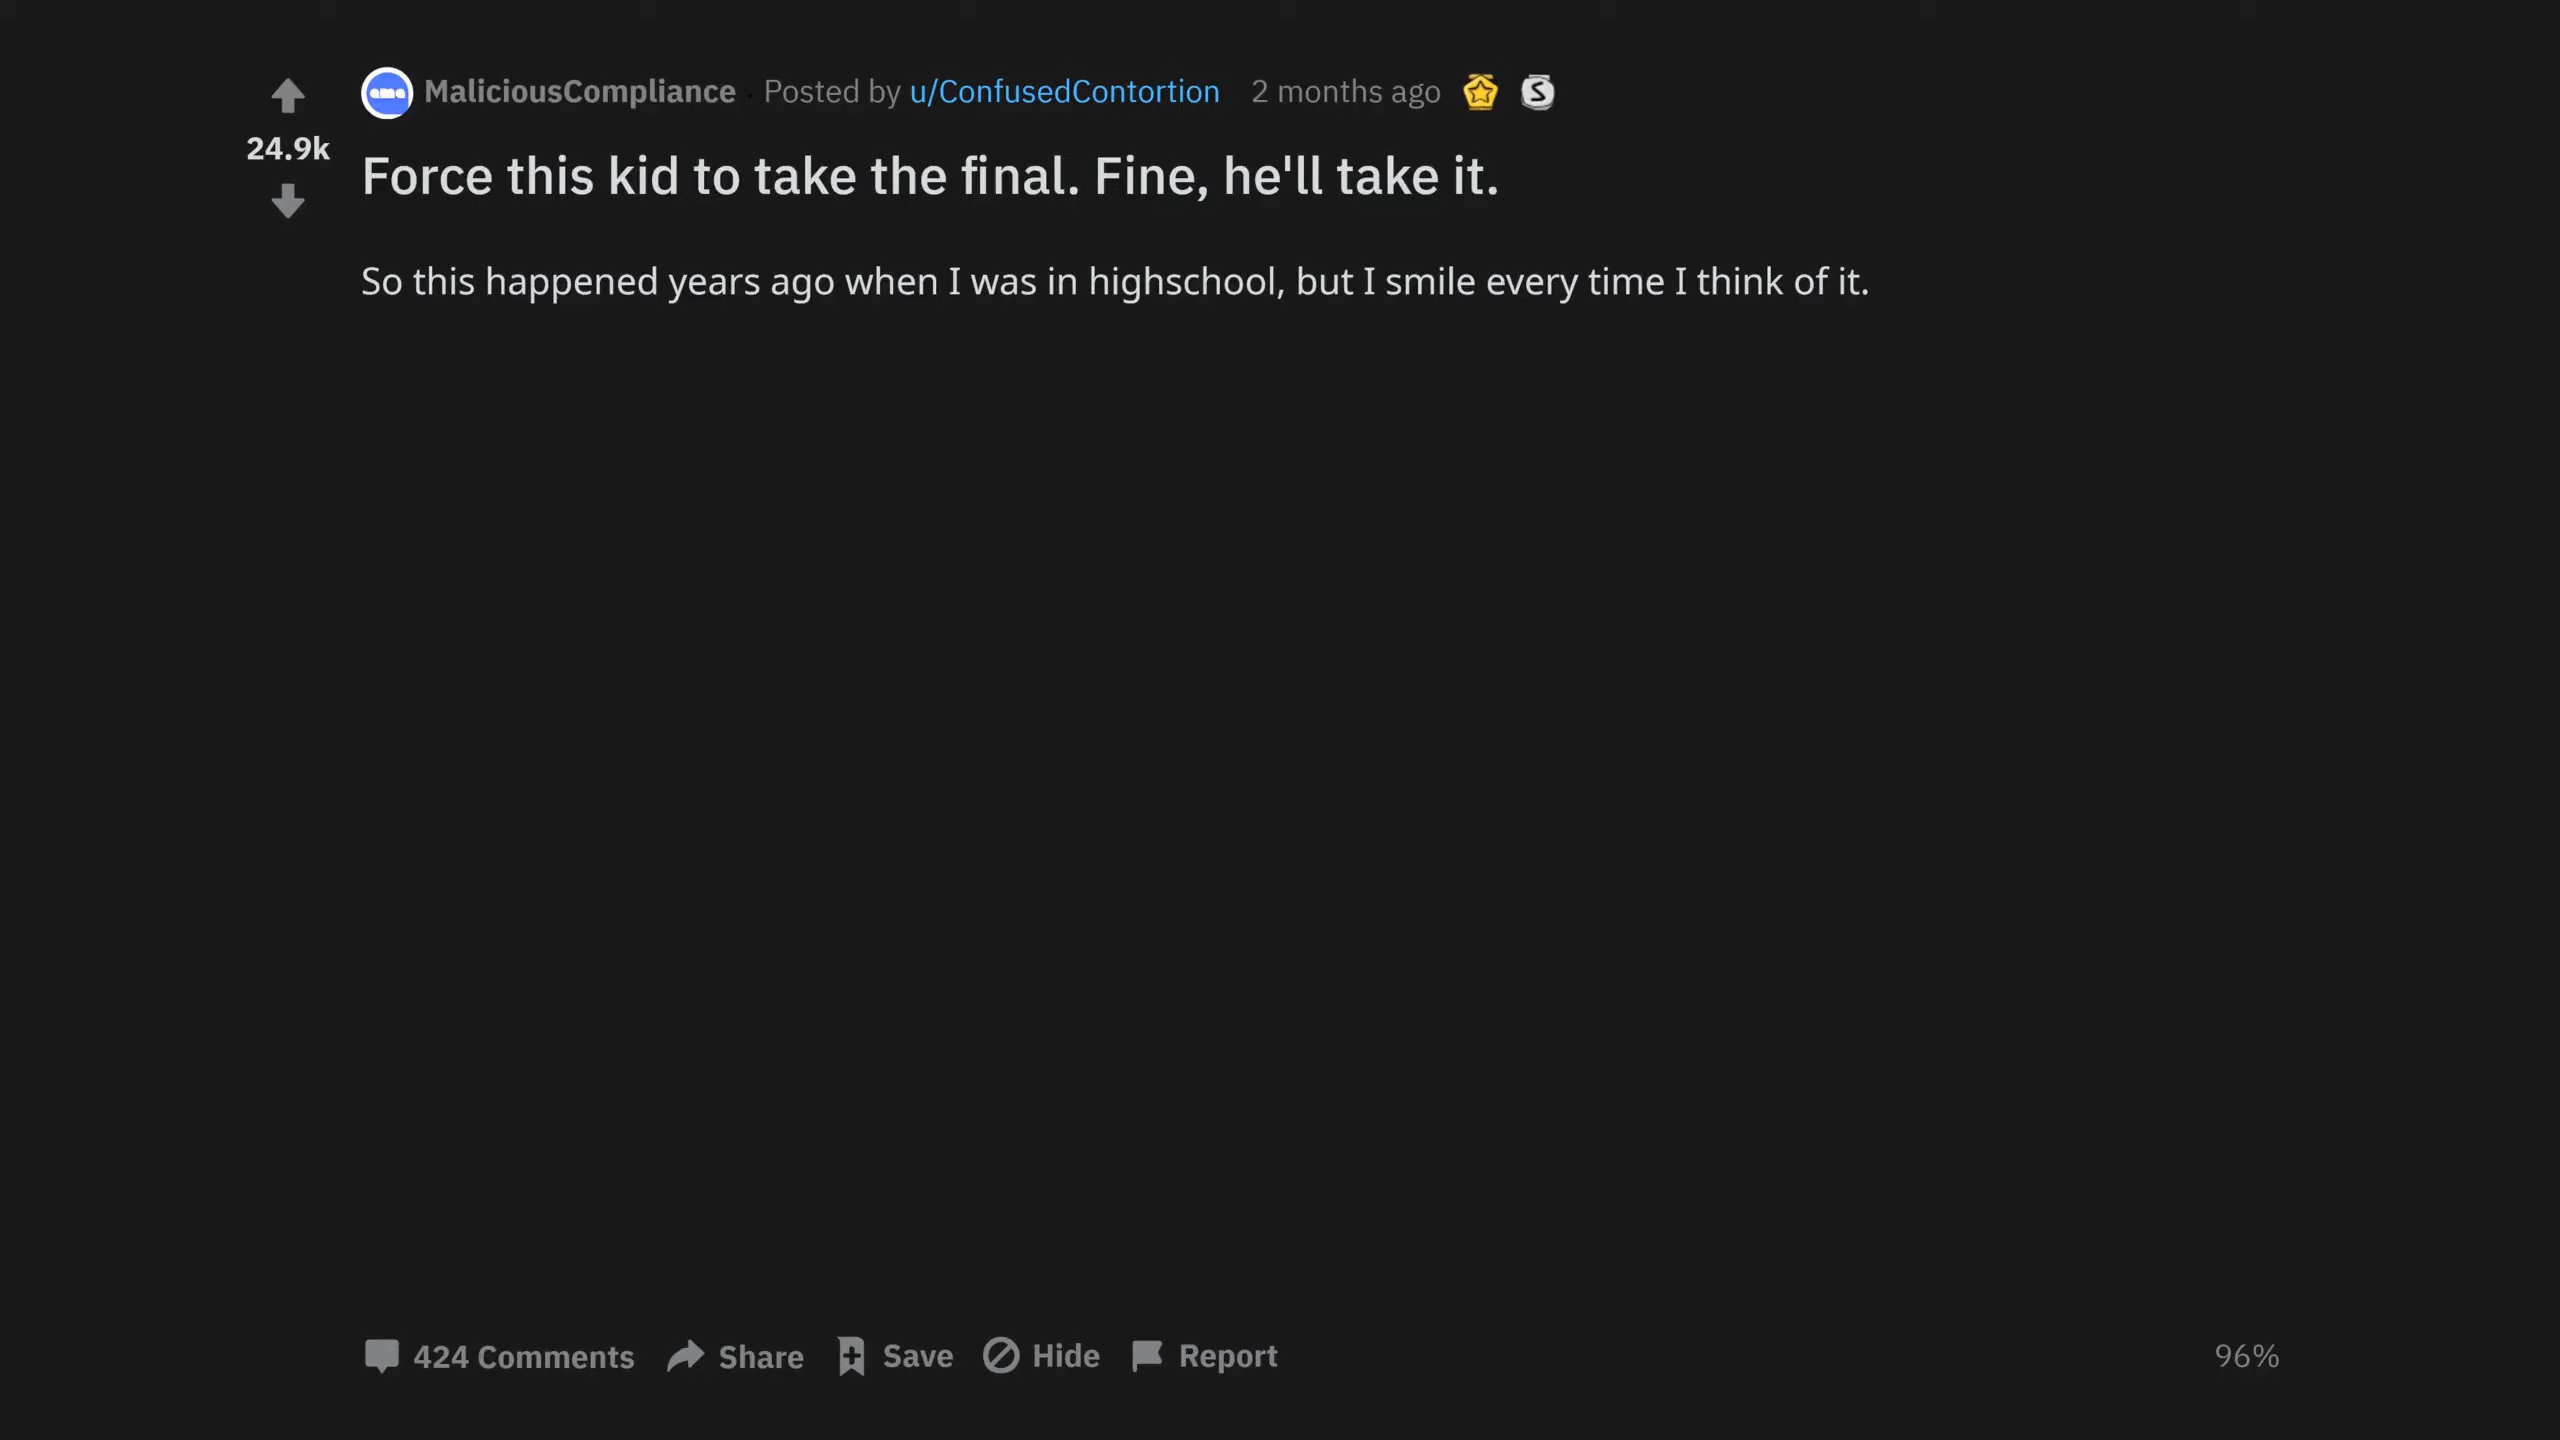 MaliciousCompliance · Posted by u/ConfusedContortion 2 months ago
24.9k
Force this kid to take the final. Fine, he'll take it.
So this happened years ago when I was in highschool, but I smile every time I think of it.
424 Comments Share Save Hide Report 96%